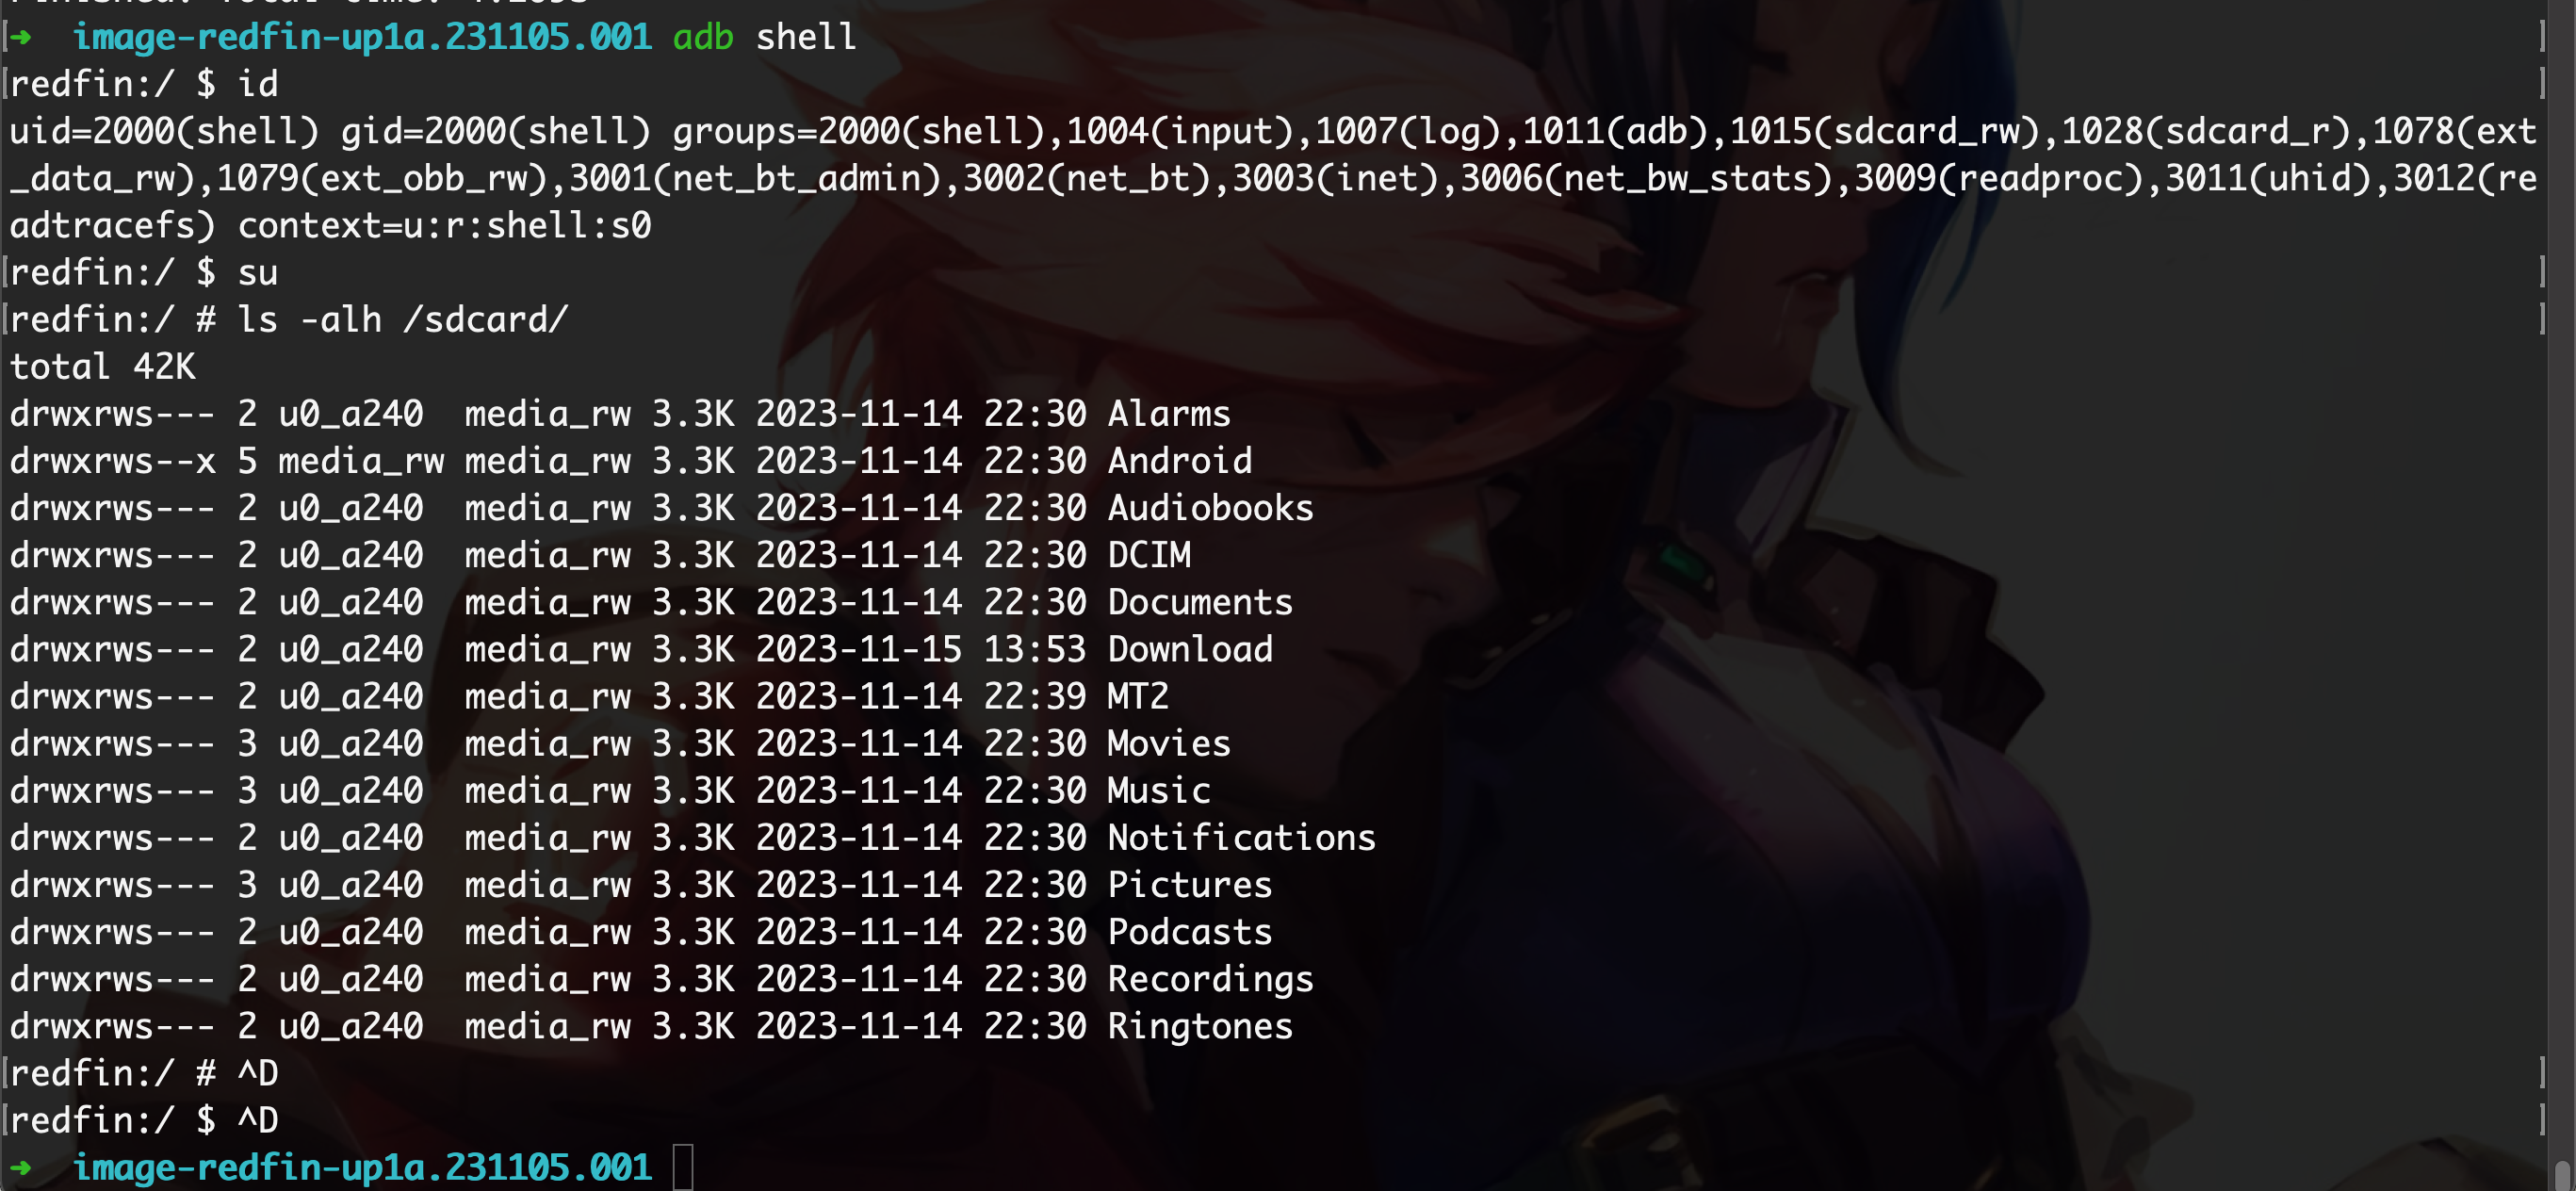 ➜  image-redfin-up1a.231105.001 adb shell
redfin:/ $ id
uid=2000(shell) gid=2000(shell) groups=2000(shell),1004(input),1007(log),1011(adb),1015(sdcard_rw),1028(sdcard_r),1078(ext
_data_rw),1079(ext_obb_rw),3001(net_bt_admin),3002(net_bt),3003(inet),3006(net_bw_stats),3009(readproc),3011(uhid),3012(re
adtracefs) context=u:r:shell:s0
redfin:/ $ su
redfin:/ # ls -alh /sdcard/
total 42K
drwxrws--- 2 u0_a240  media_rw 3.3K 2023-11-14 22:30 Alarms
drwxrws--x 5 media_rw media_rw 3.3K 2023-11-14 22:30 Android
drwxrws--- 2 u0_a240  media_rw 3.3K 2023-11-14 22:30 Audiobooks
drwxrws--- 2 u0_a240  media_rw 3.3K 2023-11-14 22:30 DCIM
drwxrws--- 2 u0_a240  media_rw 3.3K 2023-11-14 22:30 Documents
drwxrws--- 2 u0_a240  media_rw 3.3K 2023-11-15 13:53 Download
drwxrws--- 2 u0_a240  media_rw 3.3K 2023-11-14 22:39 MT2
drwxrws--- 3 u0_a240  media_rw 3.3K 2023-11-14 22:30 Movies
drwxrws--- 3 u0_a240  media_rw 3.3K 2023-11-14 22:30 Music
drwxrws--- 2 u0_a240  media_rw 3.3K 2023-11-14 22:30 Notifications
drwxrws--- 3 u0_a240  media_rw 3.3K 2023-11-14 22:30 Pictures
drwxrws--- 2 u0_a240  media_rw 3.3K 2023-11-14 22:30 Podcasts
drwxrws--- 2 u0_a240  media_rw 3.3K 2023-11-14 22:30 Recordings
drwxrws--- 2 u0_a240  media_rw 3.3K 2023-11-14 22:30 Ringtones
redfin:/ # ^D
redfin:/ $ ^D
➜  image-redfin-up1a.231105.001